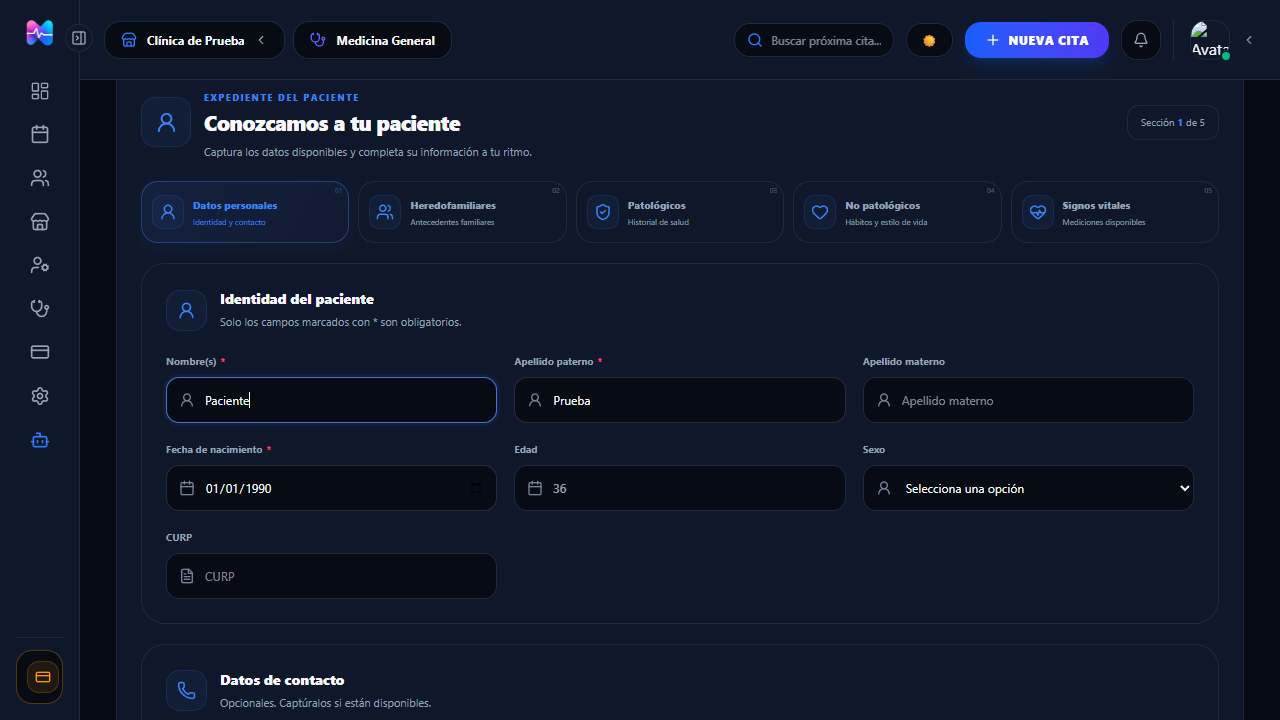 Clínica de Prueba
Medicina General
Buscar próxima cita...
NUEVA CITA
Avata
EXPEDIENTE DEL PACIENTE
Conozcamos a tu paciente
Captura los datos disponibles y completa su información a tu ritmo.
Sección 1 de 5
01
Datos personales
Identidad y contacto
02
Heredofamiliares
Antecedentes familiares
03
Patológicos
Historial de salud
04
No patológicos
Hábitos y estilo de vida
05
Signos vitales
Mediciones disponibles
Identidad del paciente
Solo los campos marcados con * son obligatorios.
Nombre(s) *
Apellido paterno *
Apellido materno
Paciente
Prueba
Apellido materno
Fecha de nacimiento *
Edad
Sexo
01/01/1990
36
Selecciona una opción
CURP
CURP
Datos de contacto
Opcionales. Captúralos si están disponibles.